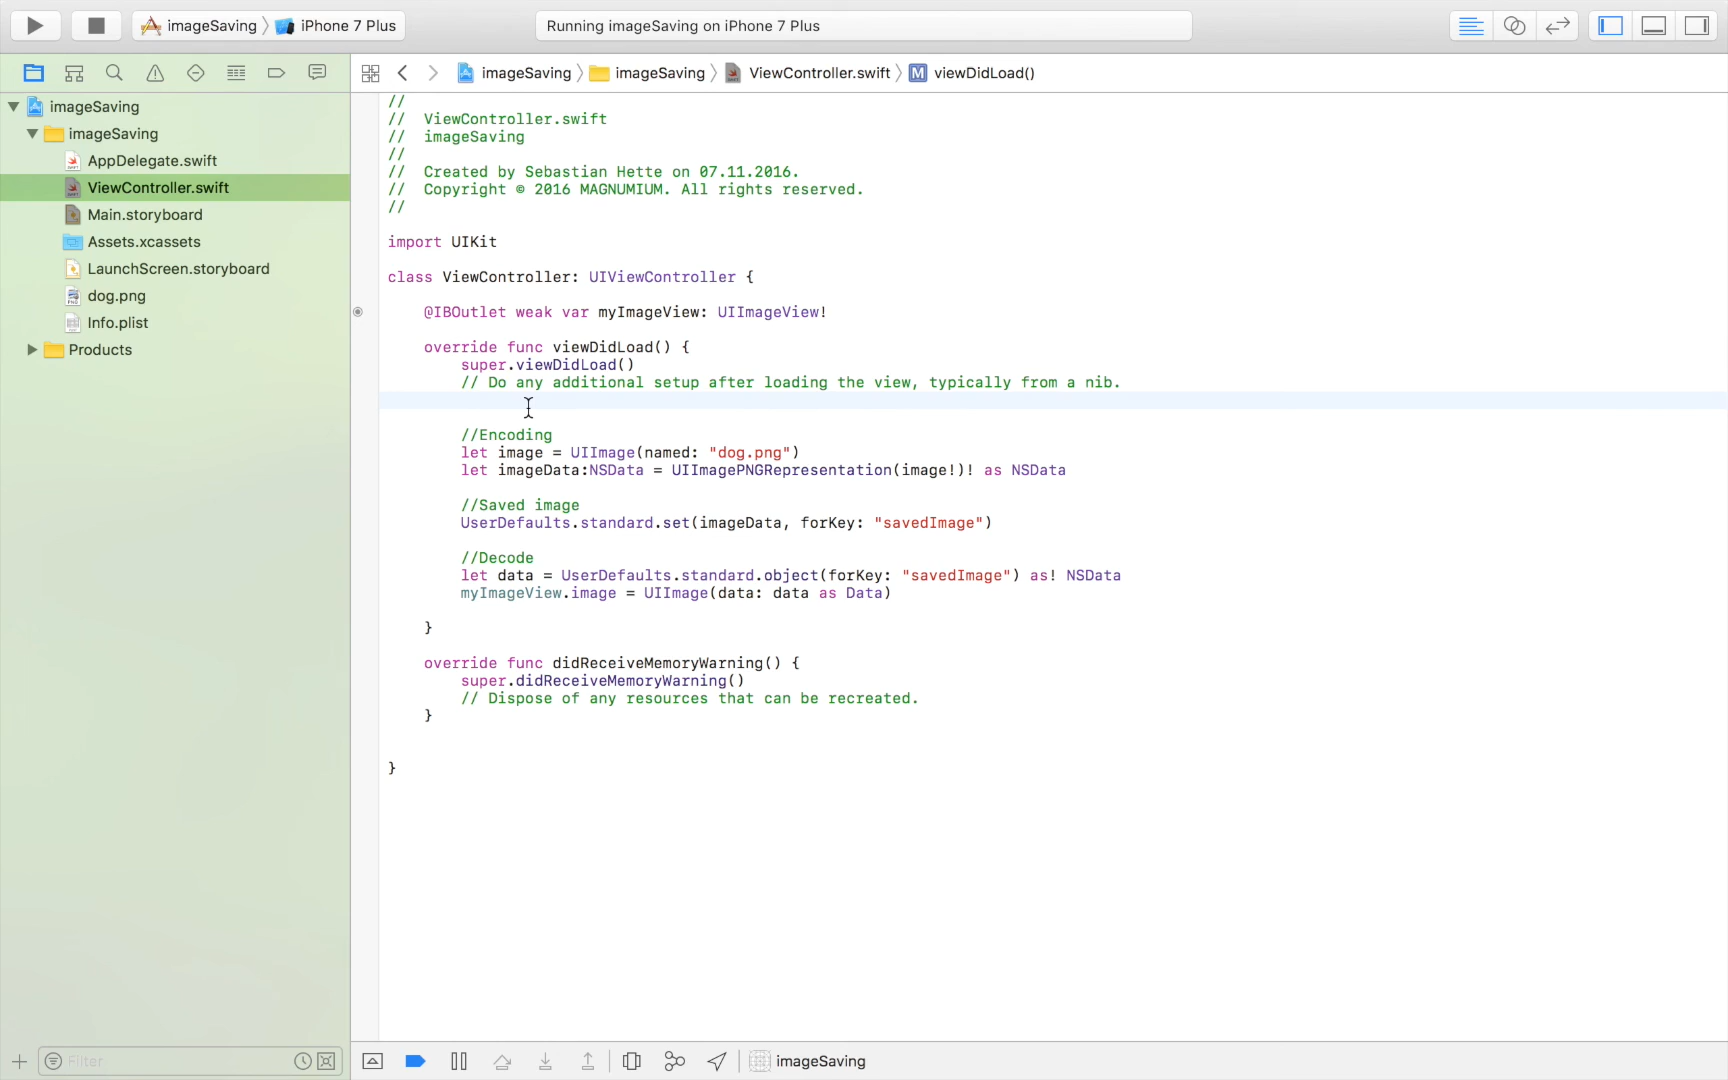 imageSaving 〉 iPhone 7 Plus
Running imageSaving on iPhone 7 Plus
imageSaving 〉 imageSaving 〉 ViewController.swift 〉 M viewDidLoad()
imageSaving
imageSaving
AppDelegate.swift
ViewController.swift
Main.storyboard
Assets.xcassets
LaunchScreen.storyboard
dog.png
Info.plist
Products
//
//  ViewController.swift
//  imageSaving
//
//  Created by Sebastian Hette on 07.11.2016.
//  Copyright © 2016 MAGNUMIUM. All rights reserved.
//
import UIKit
class ViewController: UIViewController {
@IBOutlet weak var myImageView: UIImageView!
override func viewDidLoad() {
super.viewDidLoad()
// Do any additional setup after loading the view, typically from a nib.
//Encoding
let image = UIImage(named: "dog.png")
let imageData:NSData = UIImagePNGRepresentation(image!)! as NSData
//Saved image
UserDefaults.standard.set(imageData, forKey: "savedImage")
//Decode
let data = UserDefaults.standard.object(forKey: "savedImage") as! NSData
myImageView.image = UIImage(data: data as Data)
}
override func didReceiveMemoryWarning() {
super.didReceiveMemoryWarning()
// Dispose of any resources that can be recreated.
}
}
Filter
imageSaving